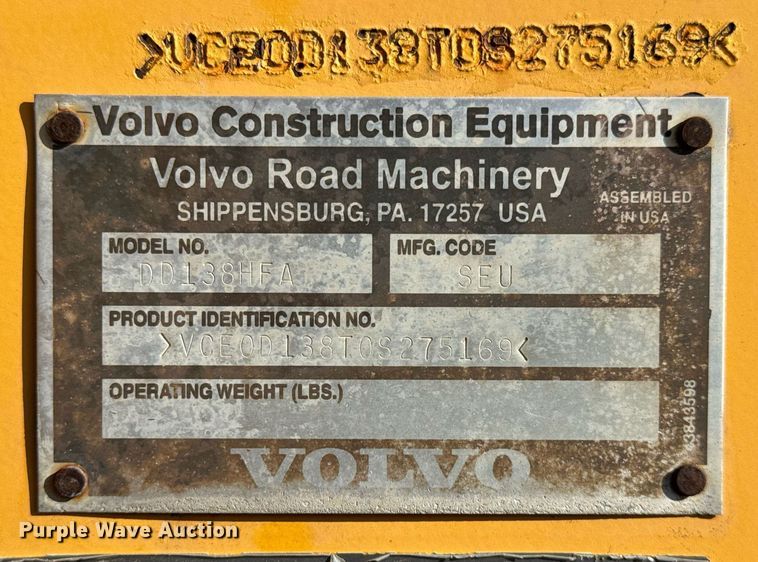 >VCE0D138T0S275169<
Volvo Construction Equipment
Volvo Road Machinery
SHIPPENSBURG, PA. 17257 USA
ASSEMBLED
IN USA
MODEL NO.
DD138HFA
MFG. CODE
SEU
PRODUCT IDENTIFICATION NO.
>VCE0D138T0S275169<
OPERATING WEIGHT (LBS.)
VOLVO
Purple Wave Auction